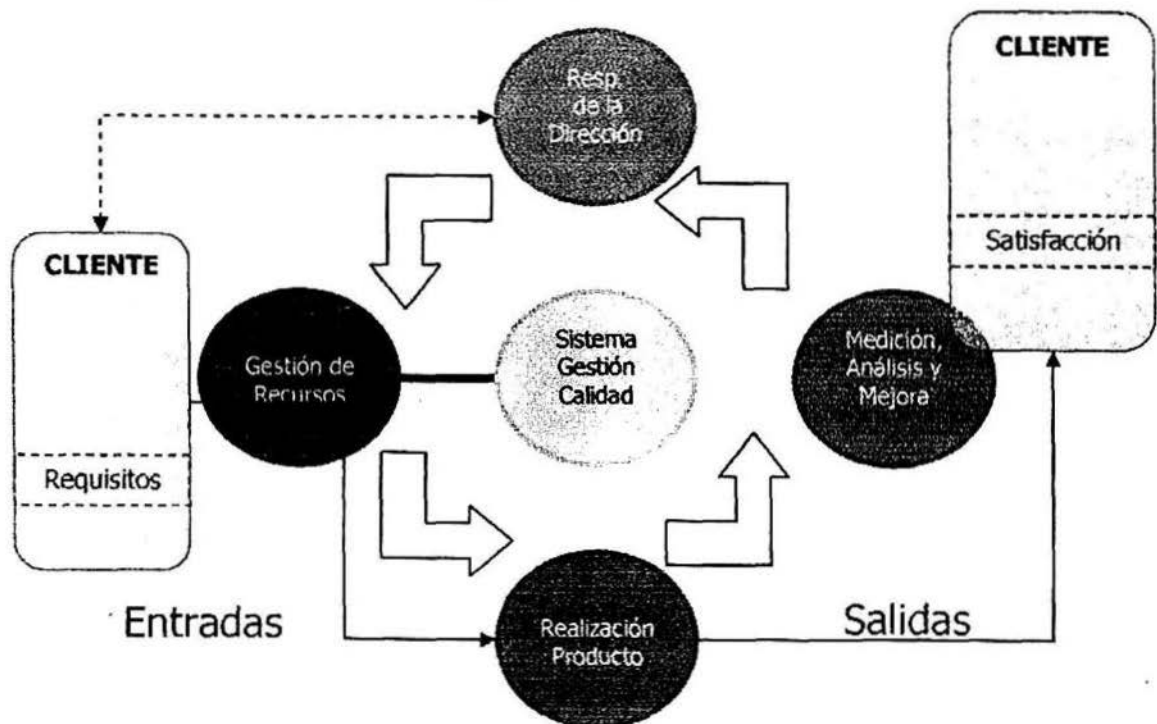 CLIENTE
Resp.
de la
Dirección
CLIENTE
Satisfacción
Gestión de
Recursos
Sistema
Gestión
Calidad
Medición,
Análisis y
Mejora
Requisitos
Entradas
Realización
Producto
Salidas